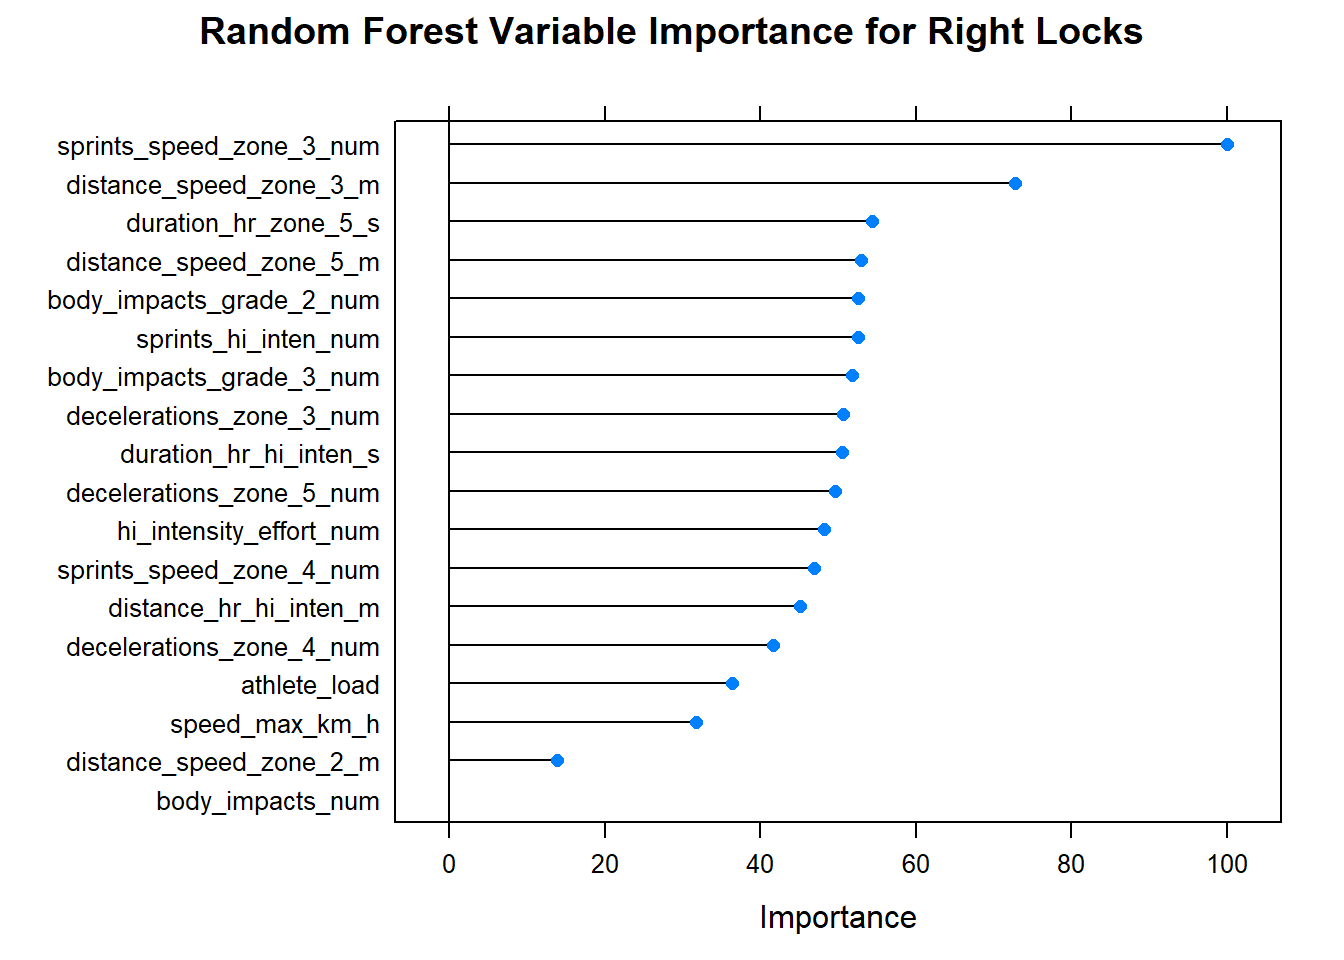 Random Forest Variable Importance for Right Locks
sprints_speed_zone_3_num
distance_speed_zone_3_m
duration_hr_zone_5_s
distance_speed_zone_5_m
body_impacts_grade_2_num
sprints_hi_inten_num
body_impacts_grade_3_num
decelerations_zone_3_num
duration_hr_hi_inten_s
decelerations_zone_5_num
hi_intensity_effort_num
sprints_speed_zone_4_num
distance_hr_hi_inten_m
decelerations_zone_4_num
athlete_load
speed_max_km_h
distance_speed_zone_2_m
body_impacts_num
0 20 40 60 80 100
Importance